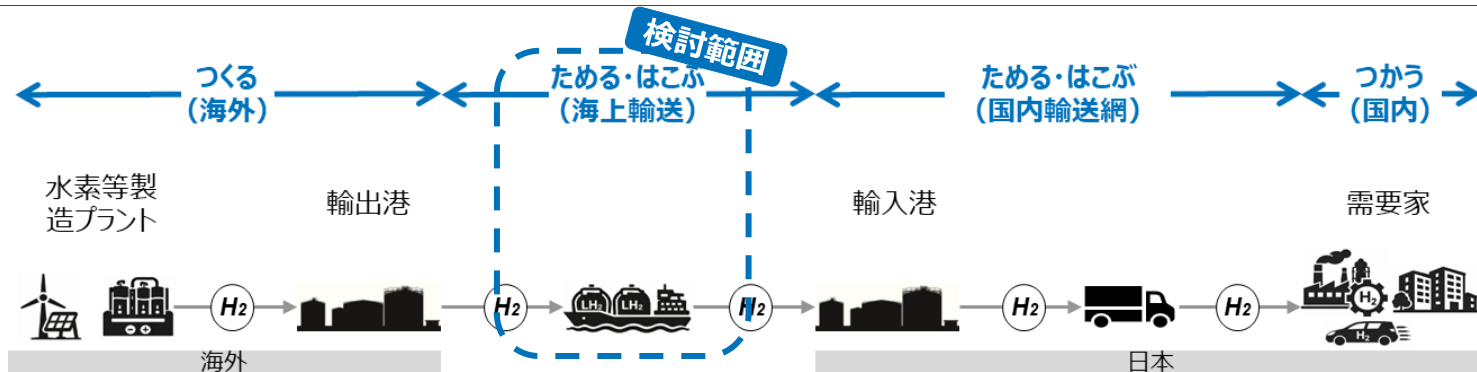 検討範囲
つくる
(海外)
ためる・はこぶ
(海上輸送)
ためる・はこぶ
(国内輸送網)
つかう
(国内)
水素等製
造プラント
輸出港
輸入港
需要家
H2
H2
LH2 LH2
H2
H2
H2
H2
H2
海外
日本